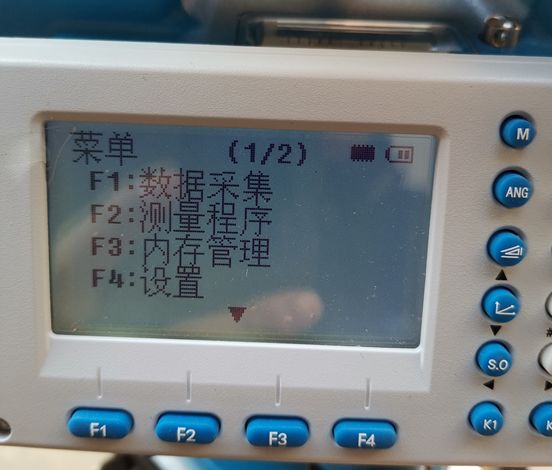 菜单 (1/2)
F1:数据采集
F2:测量程序
F3:内存管理
F4:设置
M
ANG
S.O
F1 F2 F3 F4 K1